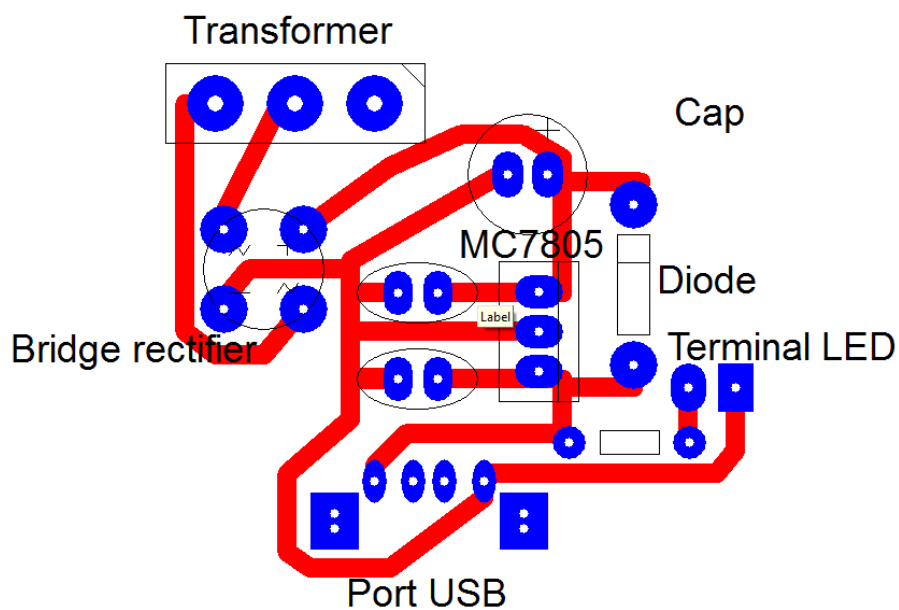 Transformer
Cap
MC7805
Diode
Label
Bridge rectifier
Terminal LED
Port USB